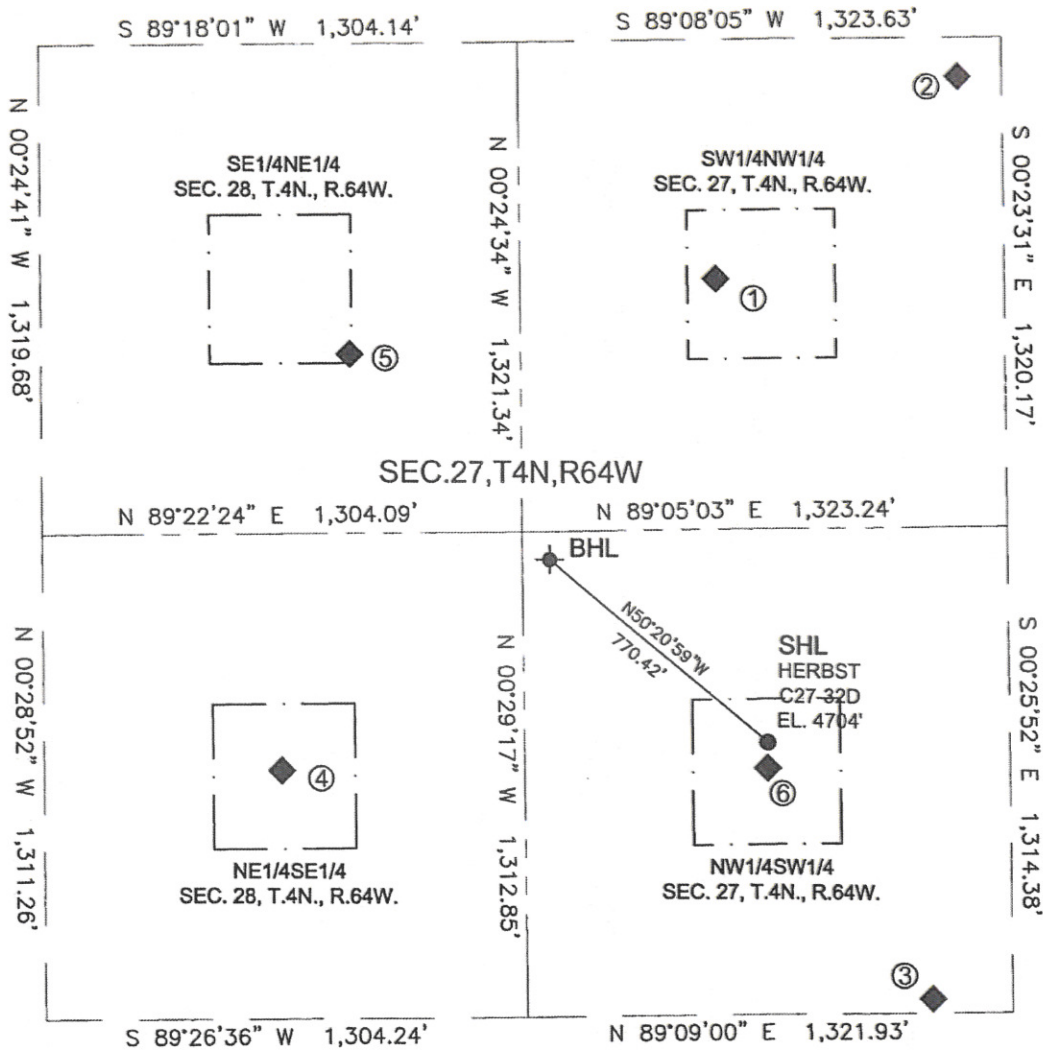 S 89°18'01" W 1,304.14'
S 89°08'05" W 1,323.63'
②
N 00°24'41" W 1,319.68'
SE1/4NE1/4
SEC. 28, T.4N., R.64W.
N 00°24'34" W 1,321.34'
SW1/4NW1/4
SEC. 27, T.4N., R.64W.
S 00°23'31" E 1,320.17'
①
⑤
SEC.27,T4N,R64W
N 89°22'24" E 1,304.09'
N 89°05'03" E 1,323.24'
BHL
N50°20'59"W
770.42'
SHL
HERBST
C27-32D
EL. 4704'
N 00°28'52" W 1,311.26'
N 00°29'17" W 1,312.85'
S 00°25'52" E 1,314.38'
④
⑥
NE1/4SE1/4
SEC. 28, T.4N., R.64W.
NW1/4SW1/4
SEC. 27, T.4N., R.64W.
③
S 89°26'36" W 1,304.24'
N 89°09'00" E 1,321.93'